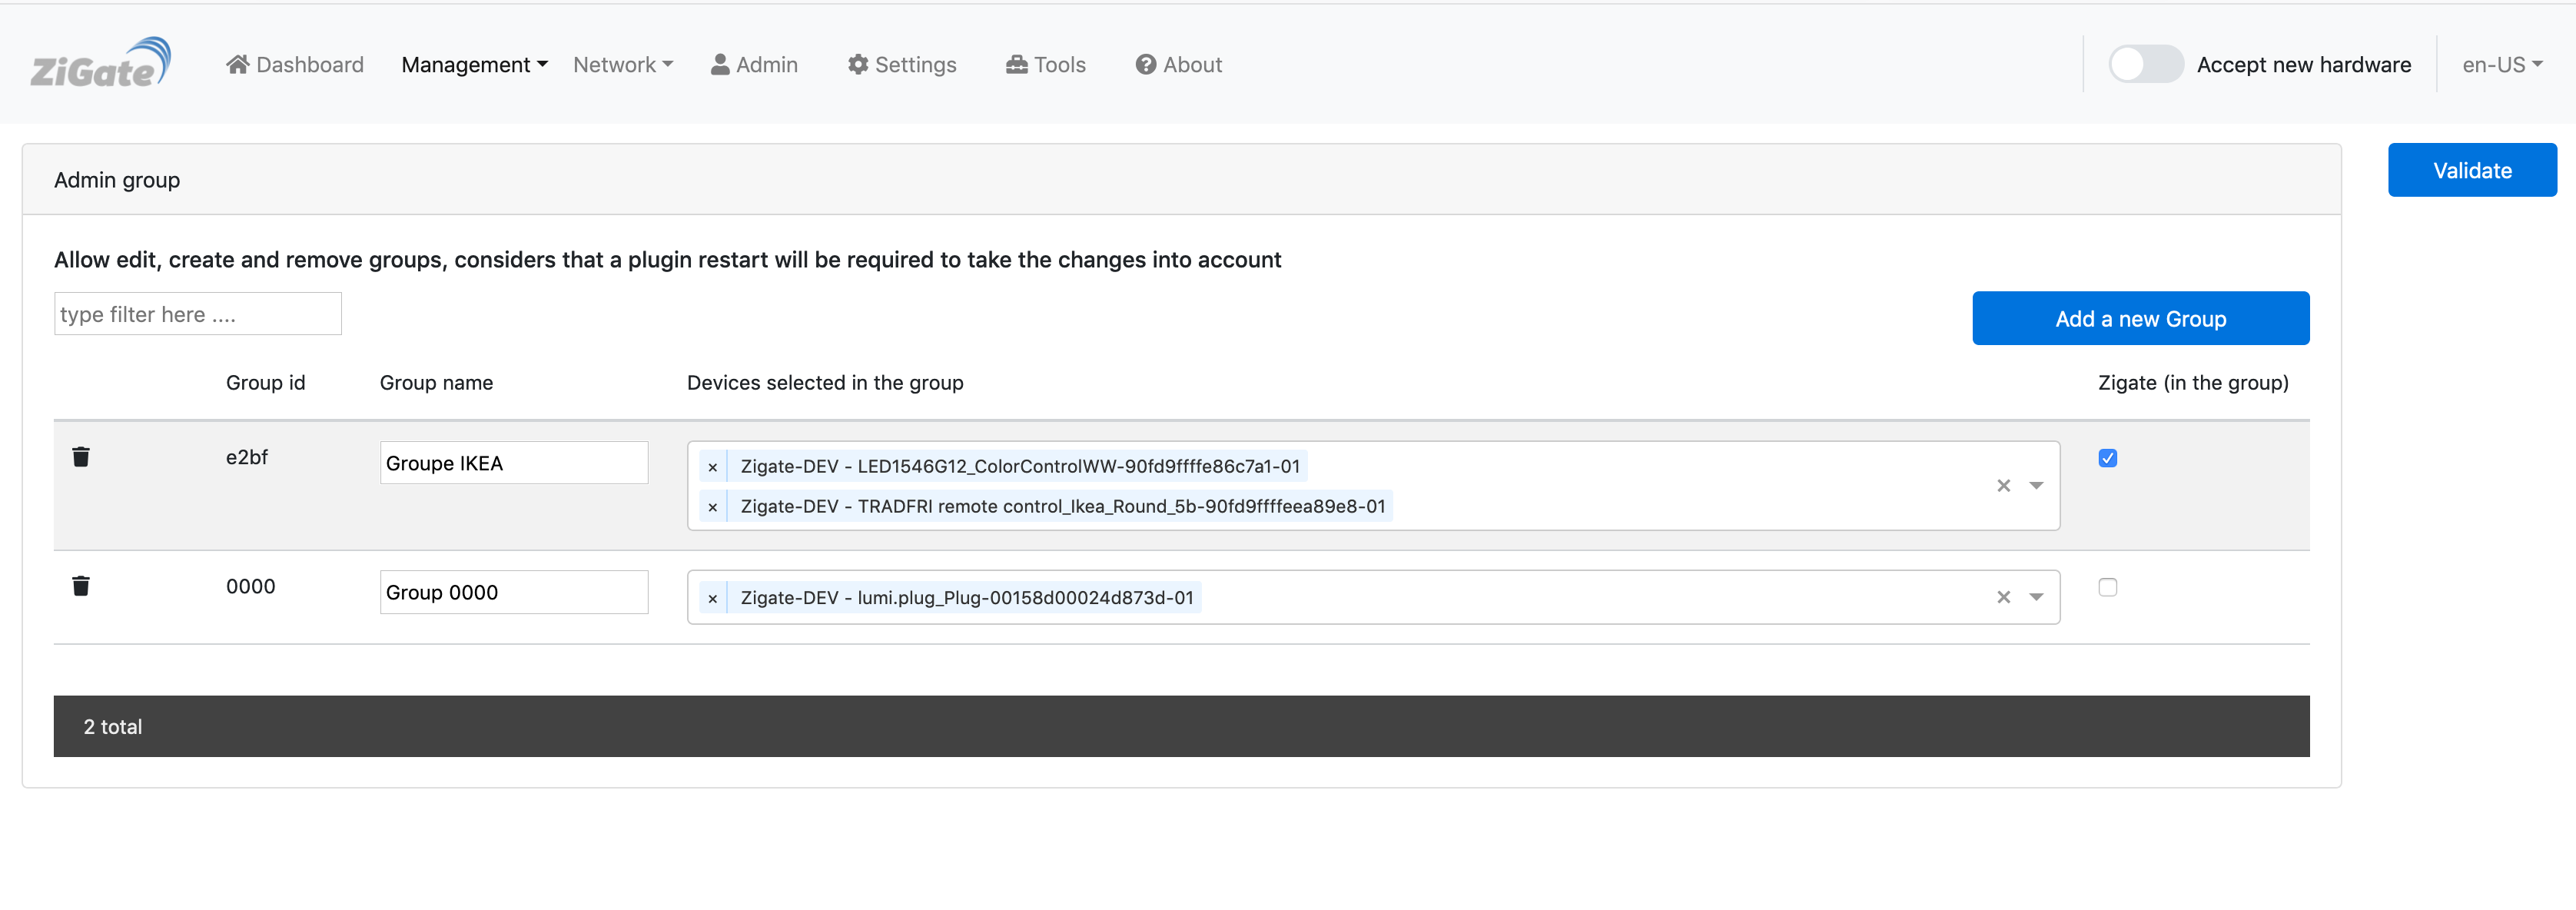 ZiGate Dashboard Management Network Admin Settings Tools About Accept new hardware en-US
Admin group
Validate
Allow edit, create and remove groups, considers that a plugin restart will be required to take the changes into account
type filter here ....
Add a new Group
Group id Group name Devices selected in the group Zigate (in the group)
e2bf Groupe IKEA × Zigate-DEV - LED1546G12_ColorControlWW-90fd9ffffe86c7a1-01
× Zigate-DEV - TRADFRI remote control_Ikea_Round_5b-90fd9ffffeea89e8-01
0000 Group 0000 × Zigate-DEV - lumi.plug_Plug-00158d00024d873d-01
2 total